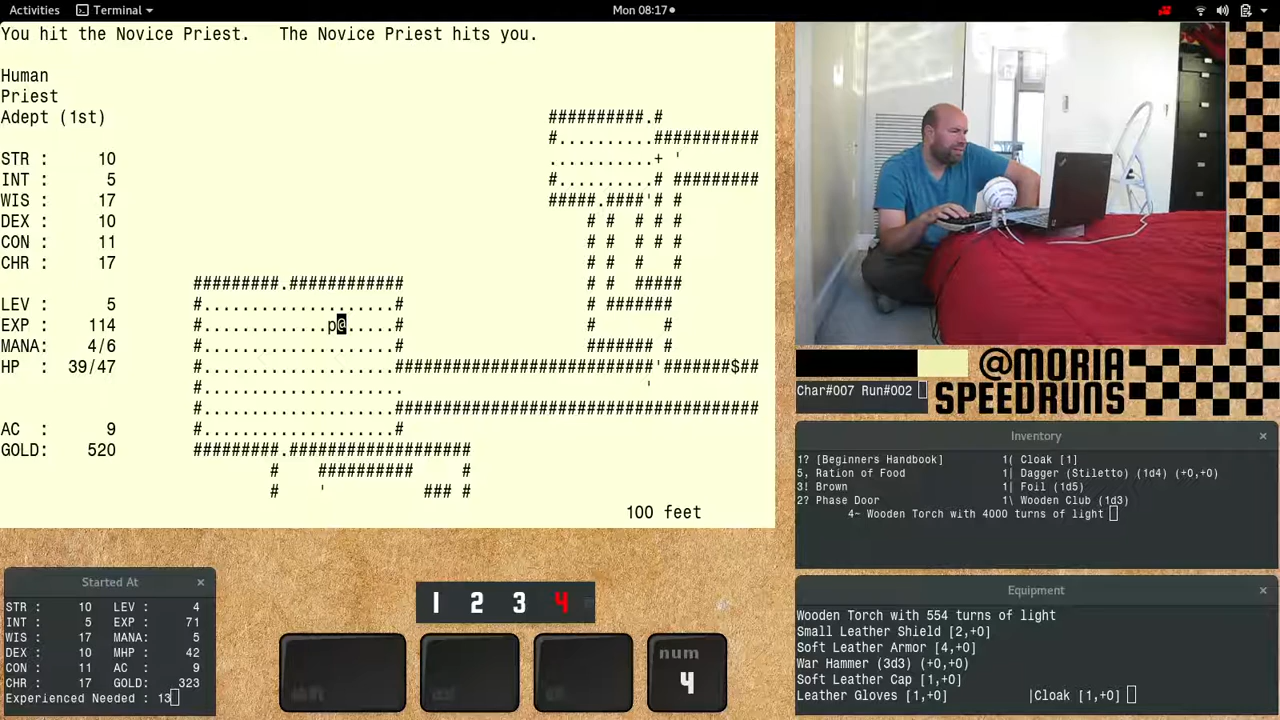 Activities Terminal Mon 08:17
You hit the Novice Priest. The Novice Priest hits you.
Human
Priest
Adept (1st)
STR : 10
INT : 5
WIS : 17
DEX : 10
CON : 11
CHR : 17
LEV : 5
EXP : 114
MANA: 4/6
HP : 39/47
AC : 9
GOLD: 520
##########.#
#..........###########
...........+ '
#..........# #########
#####.####'# #
# # # # #
# # # # #
# # # #
#########.############ # # #####
#....................# # #######
#.............p@.....# # #
#....................# ####### #
#....................###########################'#######$##
#..................... '
#....................######################################
#....................#
#########.###################
# ########## #
# ' ### #
100 feet
@MORIA
SPEEDRUNS
Char#007 Run#002
Inventory
1? [Beginners Handbook] 1( Cloak [1]
5, Ration of Food 1| Dagger (Stiletto) (1d4) (+0,+0)
3! Brown 1| Foil (1d5)
2? Phase Door 1\ Wooden Club (1d3)
4~ Wooden Torch with 4000 turns of light
Equipment
Wooden Torch with 554 turns of light
Small Leather Shield [2,+0]
Soft Leather Armor [4,+0]
War Hammer (3d3) (+0,+0)
Soft Leather Cap [1,+0]
Leather Gloves [1,+0] |Cloak [1,+0]
Started At
STR : 10 LEV : 4
INT : 5 EXP : 71
WIS : 17 MANA: 5
DEX : 10 MHP : 42
CON : 11 AC : 9
CHR : 17 GOLD: 323
Experienced Needed : 13
1 2 3 4
num
4